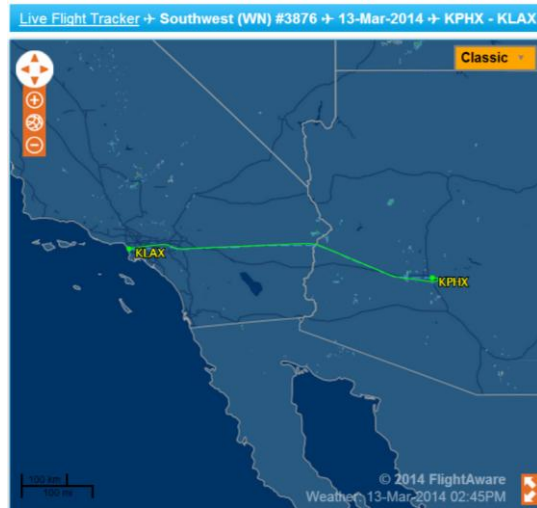 Live Flight Tracker ✈ Southwest (WN) #3876 ✈ 13-Mar-2014 ✈ KPHX - KLAX
Classic
KLAX
KPHX
100 km
100 mi
© 2014 FlightAware
Weather: 13-Mar-2014 02:45PM